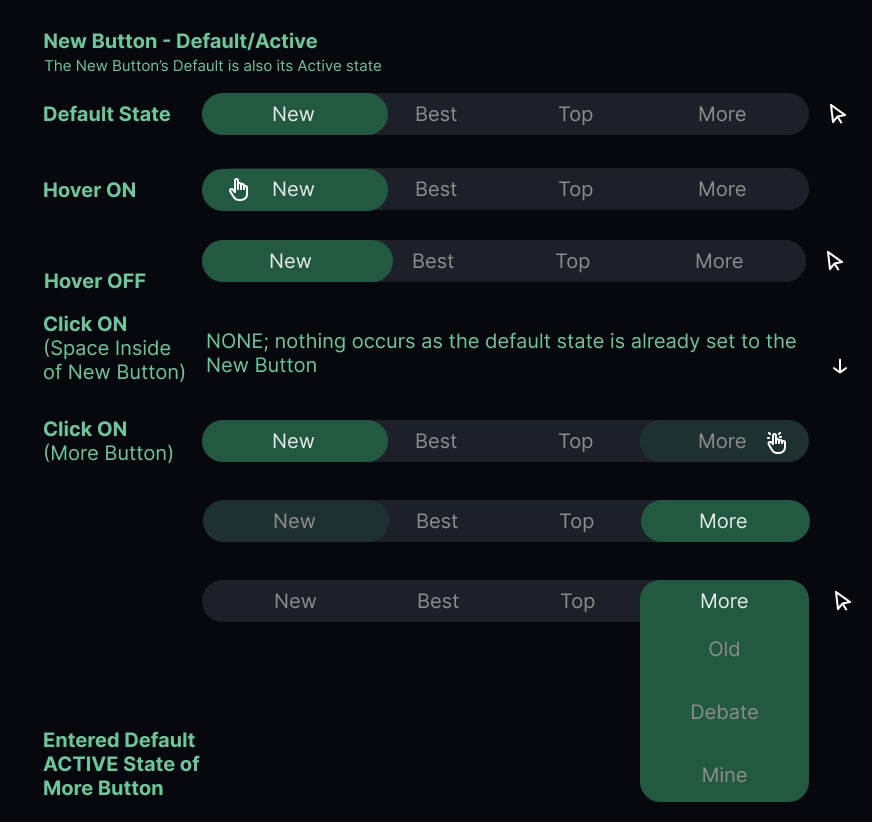 New Button - Default/Active
The New Button's Default is also its Active state
Default State New Best Top More
Hover ON New Best Top More
New Best Top More
Hover OFF
Click ON
(Space Inside
of New Button)
NONE; nothing occurs as the default state is already set to the
New Button
Click ON
(More Button)
New Best Top More
New Best Top More
New Best Top More
Old
Debate
Mine
Entered Default
ACTIVE State of
More Button